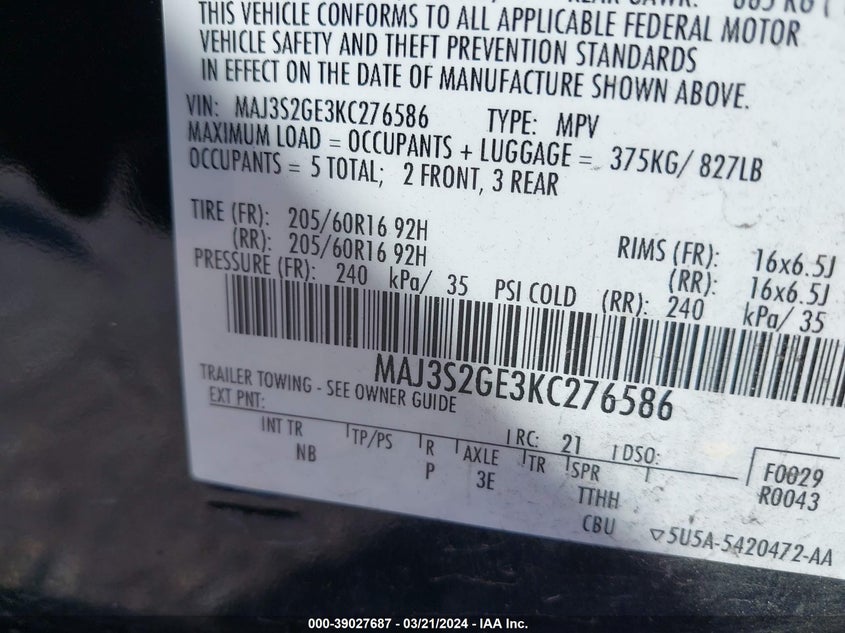 THIS VEHICLE CONFORMS TO ALL APPLICABLE FEDERAL MOTOR
VEHICLE SAFETY AND THEFT PREVENTION STANDARDS
IN EFFECT ON THE DATE OF MANUFACTURE SHOWN ABOVE.
VIN: MAJ3S2GE3KC276586 TYPE: MPV
MAXIMUM LOAD = OCCUPANTS + LUGGAGE = 375KG/ 827LB
OCCUPANTS = 5 TOTAL; 2 FRONT, 3 REAR
TIRE (FR): 205/60R16 92H RIMS (FR): 16x6.5J
(RR): 205/60R16 92H (RR): 16x6.5J
PRESSURE (FR): 240 kPa/ 35 PSI COLD (RR): 240 kPa/ 35
MAJ3S2GE3KC276586
TRAILER TOWING - SEE OWNER GUIDE
EXT PNT: RC: 21 DSO:
INT TR TP/PS R AXLE TR SPR F0029
NB P 3E TTHH R0043
CBU 5U5A-5420472-AA
000-39027687 - 03/21/2024 - IAA Inc.